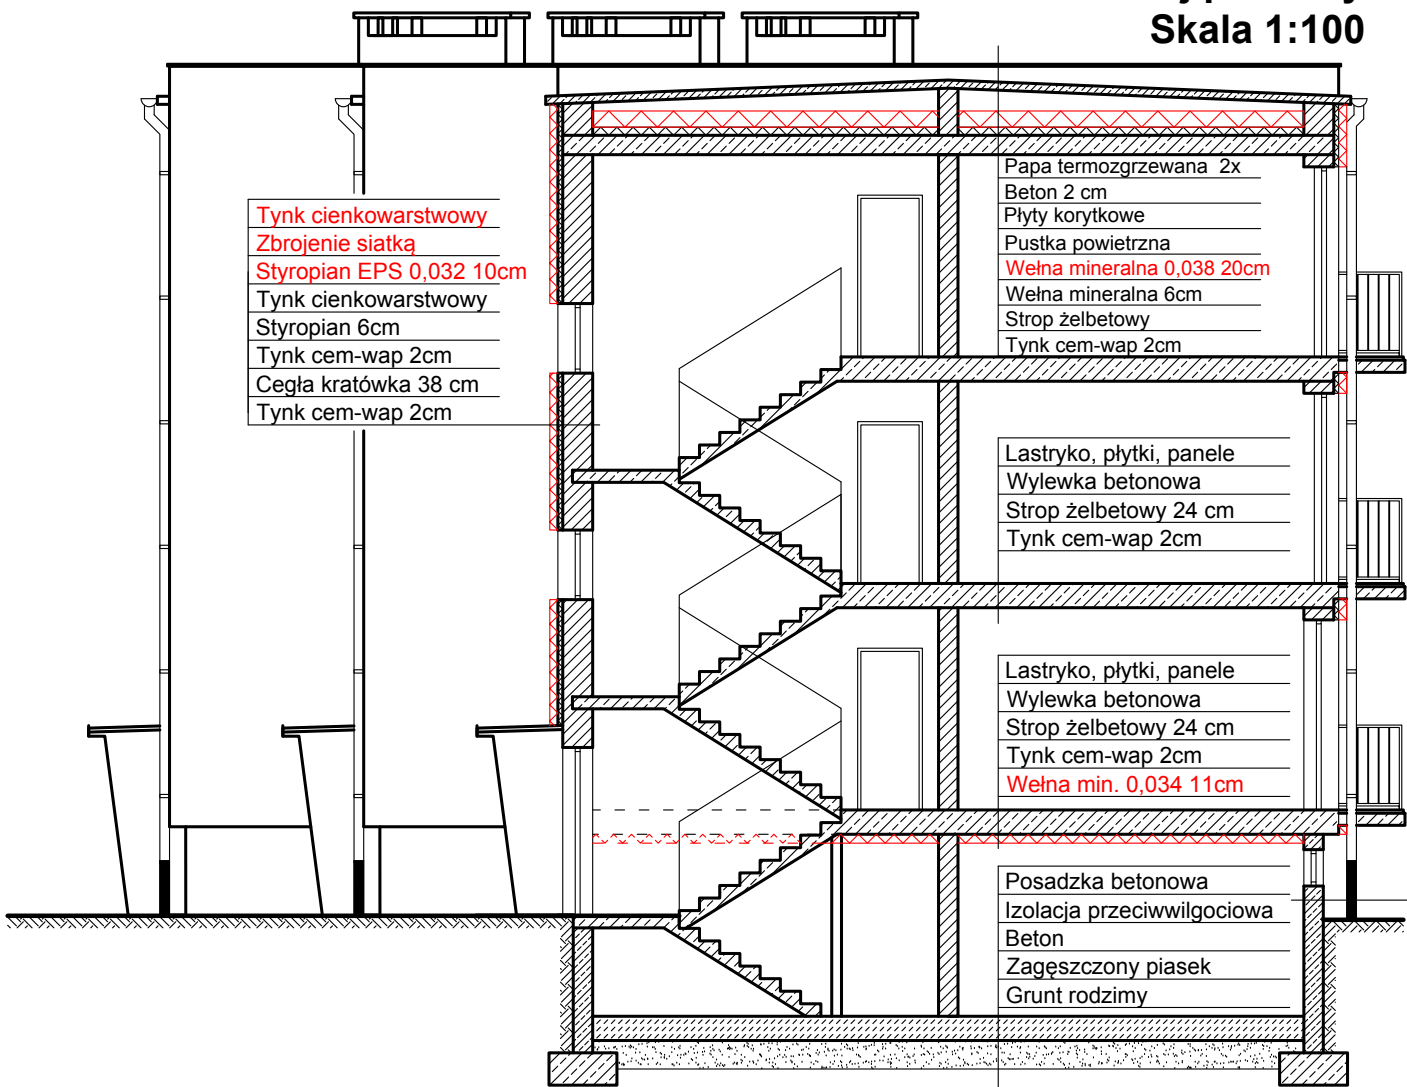 Skala 1:100
Papa termozgrzewana 2x
Beton 2 cm
Płyty korytkowe
Pustka powietrzna
Wełna mineralna 0,038 20cm
Wełna mineralna 6cm
Strop żelbetowy
Tynk cem-wap 2cm
Tynk cienkowarstwowy
Zbrojenie siatką
Styropian EPS 0,032 10cm
Tynk cienkowarstwowy
Styropian 6cm
Tynk cem-wap 2cm
Cegła kratówka 38 cm
Tynk cem-wap 2cm
Lastryko, płytki, panele
Wylewka betonowa
Strop żelbetowy 24 cm
Tynk cem-wap 2cm
Lastryko, płytki, panele
Wylewka betonowa
Strop żelbetowy 24 cm
Tynk cem-wap 2cm
Wełna min. 0,034 11cm
Posadzka betonowa
Izolacja przeciwwilgociowa
Beton
Zagęszczony piasek
Grunt rodzimy